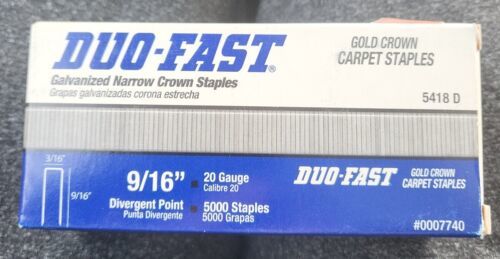 DUO-FAST®
GOLD CROWN
CARPET STAPLES
Galvanized Narrow Crown Staples
Grapas galvanizadas corona estrecha
5418 D
3/16"
9/16"
9/16”
20 Gauge
Calibre 20
Divergent Point
Punta Divergente
5000 Staples
5000 Grapas
DUO-FAST
GOLD CROWN
CARPET STAPLES
#0007740